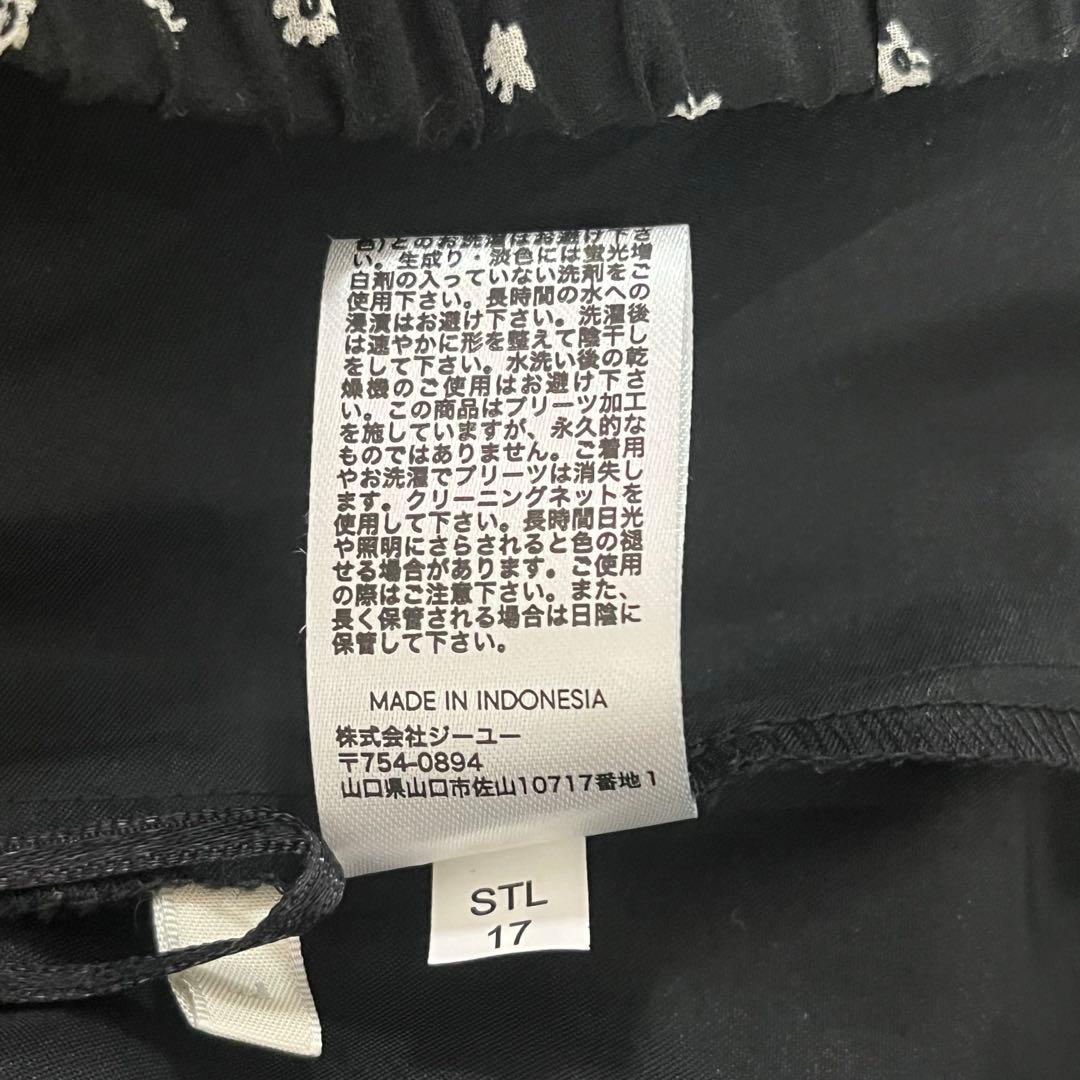 色)とのお洗濯はお避け下さ
い。生成り・淡色には蛍光増
白剤の入っていない洗剤をご
使用下さい。長時間の水への
浸漬はお避け下さい。洗濯後
は速やかに形を整えて陰干し
をして下さい。水洗い後の乾
燥機のご使用はお避け下さ
い。この商品はプリーツ加工
を施していますが、永久的な
ものではありません。ご着用
やお洗濯でプリーツは消失し
ます。クリーニングネットを
使用して下さい。長時間日光
や照明にさらされると色の褪
せる場合があります。ご使用
の際はご注意下さい。また、
長く保管される場合は日陰に
保管して下さい。
MADE IN INDONESIA
株式会社ジーユー
〒754-0894
山口県山口市佐山10717番地1
STL
17